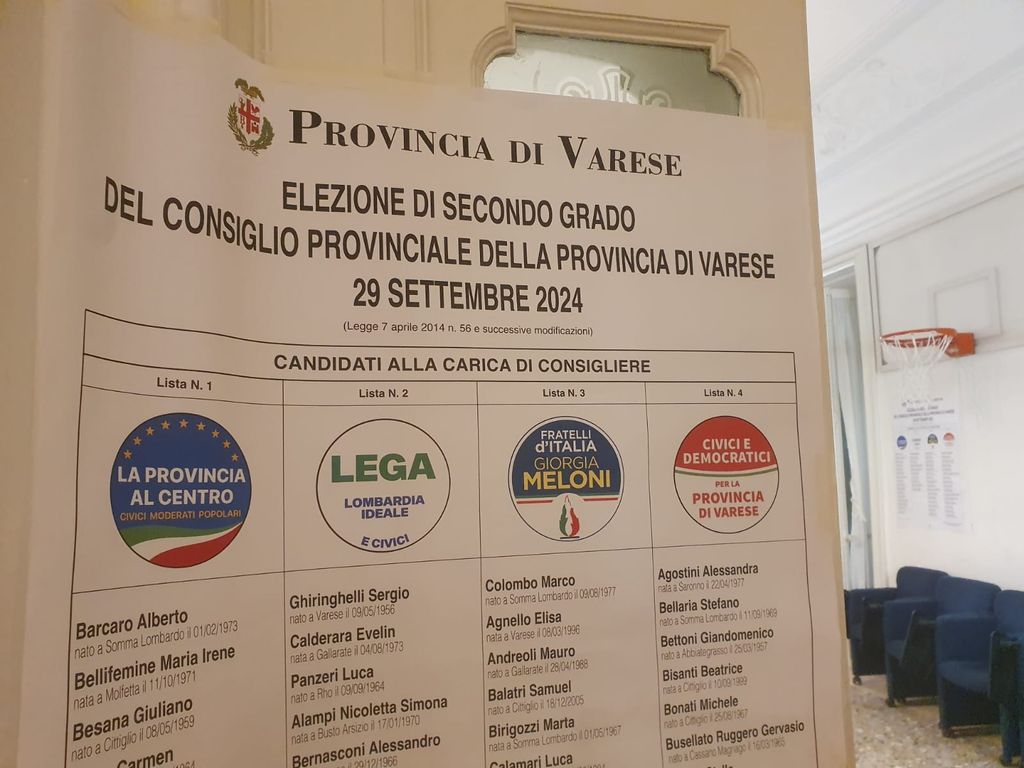 PROVINCIA DI VARESE
ELEZIONE DI SECONDO GRADO
DEL CONSIGLIO PROVINCIALE DELLA PROVINCIA DI VARESE
29 SETTEMBRE 2024
(Legge 7 aprile 2014 n. 56 e successive modificazioni)
CANDIDATI ALLA CARICA DI CONSIGLIERE
Lista N. 1
LA PROVINCIA
AL CENTRO
CIVICI MODERATI POPOLARI
Barcaro Alberto
nato a Somma Lombardo il 01/02/1973
Bellifemine Maria Irene
nata a Molfetta il 11/10/1971
Besana Giuliano
nato a Cittiglio il 08/05/1959
Carmen
Lista N. 2
LEGA
LOMBARDIA
IDEALE
E CIVICI
Ghiringhelli Sergio
nato a Varese il 09/05/1956
Calderara Evelin
nata a Gallarate il 04/08/1973
Panzeri Luca
nato a Rho il 09/09/1964
Alampi Nicoletta Simona
nata a Busto Arsizio il 17/01/1970
Bernasconi Alessandro
il 29/12/1966
Lista N. 3
FRATELLI
d'ITALIA
GIORGIA
MELONI
Colombo Marco
nato a Somma Lombardo il 09/08/1977
Agnello Elisa
nata a Varese il 08/03/1996
Andreoli Mauro
nato a Gallarate il 28/04/1988
Balatri Samuel
nato a Cittiglio il 18/12/2005
Birigozzi Marta
nata a Somma Lombardo il 01/05/1967
Calamari Luca
Lista N. 4
CIVICI E
DEMOCRATICI
PER LA
PROVINCIA
DI VARESE
Agostini Alessandra
nata a Saronno il 22/04/1977
Bellaria Stefano
nato a Somma Lombardo il 11/09/1969
Bettoni Giandomenico
nato a Abbiategrasso il 25/03/1957
Bisanti Beatrice
nata a Cittiglio il 10/09/1999
Bonati Michele
nato a Cittiglio il 25/08/1967
Busellato Ruggero Gervasio
nato a Cassano Magnago il 16/03/1965